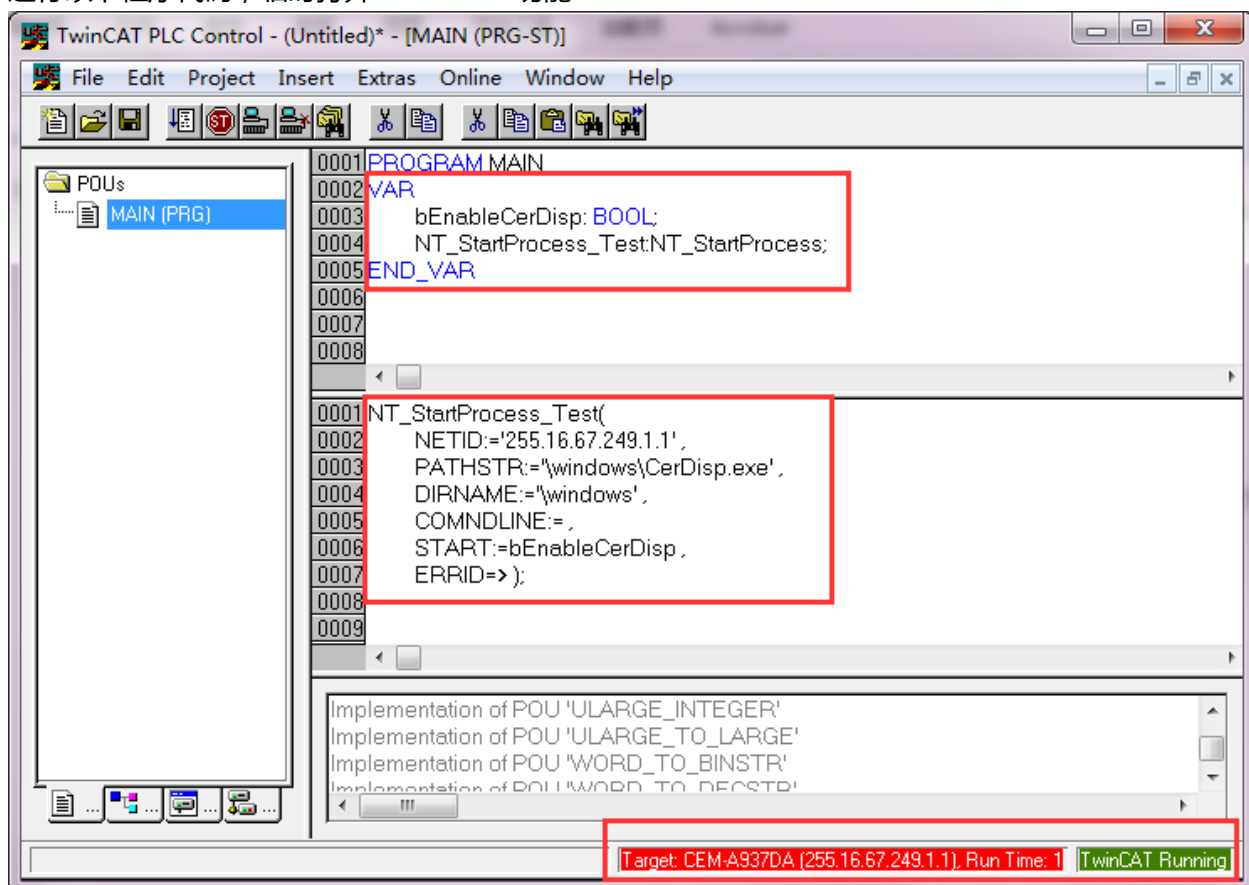 TwinCAT PLC Control - (Untitled)* - [MAIN (PRG-ST)]
File Edit Project Insert Extras Online Window Help
POUs
MAIN (PRG)
0001 PROGRAM MAIN
0002 VAR
0003 bEnableCerDisp: BOOL;
0004 NT_StartProcess_Test:NT_StartProcess;
0005 END_VAR
0006
0007
0008
0001 NT_StartProcess_Test(
0002 NETID:='255.16.67.249.1.1',
0003 PATHSTR:='\windows\CerDisp.exe',
0004 DIRNAME:='\windows',
0005 COMNDLINE:= ,
0006 START:=bEnableCerDisp ,
0007 ERRID=> );
0008
0009
Implementation of POU 'ULARGE_INTEGER'
Implementation of POU 'ULARGE_TO_LARGE'
Implementation of POU 'WORD_TO_BINSTR'
Implementation of POU 'WORD_TO_DECSTR'
... ... ... ...
Target: CEM-A937DA (255.16.67.249.1.1), Run Time: 1 TwinCAT Running